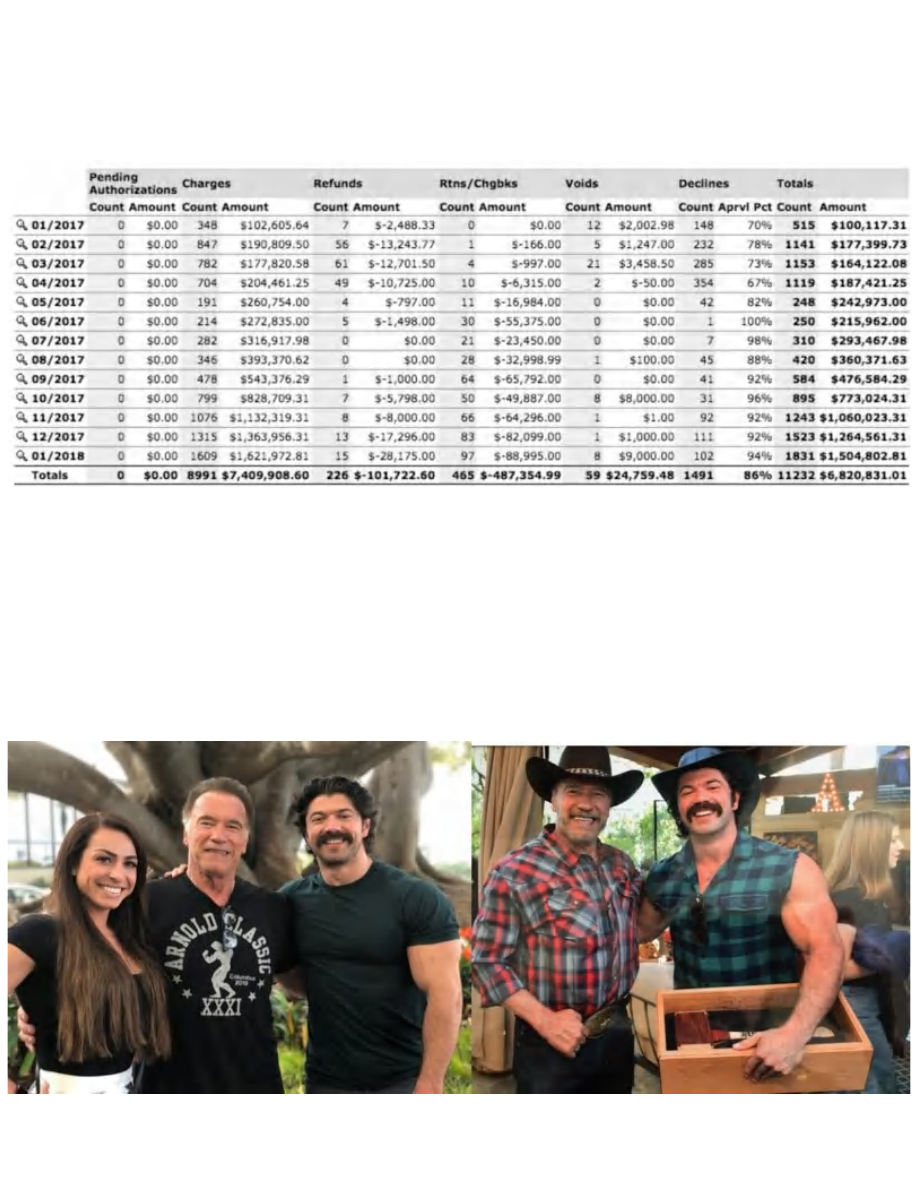 Pending Authorizations Charges Refunds Rtns/Chgbks Voids Declines Totals
Count Amount Count Amount Count Amount Count Amount Count Amount Count Aprvl Pct Count Amount
01/2017 0 $0.00 348 $102,605.64 7 $-2,488.33 0 $0.00 12 $2,002.98 148 70% 515 $100,117.31
02/2017 0 $0.00 847 $190,809.50 56 $-13,243.77 1 $-166.00 5 $1,247.00 232 78% 1141 $177,399.73
03/2017 0 $0.00 782 $177,820.58 61 $-12,701.50 4 $-997.00 21 $3,458.50 285 73% 1153 $164,122.08
04/2017 0 $0.00 704 $204,461.25 49 $-10,725.00 10 $-6,315.00 2 $-50.00 354 67% 1119 $187,421.25
05/2017 0 $0.00 191 $260,754.00 4 $-797.00 11 $-16,984.00 0 $0.00 42 82% 248 $242,973.00
06/2017 0 $0.00 214 $272,835.00 5 $-1,498.00 30 $-55,375.00 0 $0.00 1 100% 250 $215,962.00
07/2017 0 $0.00 282 $316,917.98 0 $0.00 21 $-23,450.00 0 $0.00 7 98% 310 $293,467.98
08/2017 0 $0.00 346 $393,370.62 0 $0.00 28 $-32,998.99 1 $100.00 45 88% 420 $360,371.63
09/2017 0 $0.00 478 $543,376.29 1 $-1,000.00 64 $-65,792.00 0 $0.00 41 92% 584 $476,584.29
10/2017 0 $0.00 799 $828,709.31 7 $-5,798.00 50 $-49,887.00 8 $8,000.00 31 96% 895 $773,024.31
11/2017 0 $0.00 1076 $1,132,319.31 8 $-8,000.00 66 $-64,296.00 1 $1.00 92 92% 1243 $1,060,023.31
12/2017 0 $0.00 1315 $1,363,956.31 13 $-17,296.00 83 $-82,099.00 1 $1,000.00 111 92% 1523 $1,264,561.31
01/2018 0 $0.00 1609 $1,621,972.81 15 $-28,175.00 97 $-88,995.00 8 $9,000.00 102 94% 1831 $1,504,802.81
Totals 0 $0.00 8991 $7,409,908.60 226 $-101,722.60 465 $-487,354.99 59 $24,759.48 1491 86% 11232 $6,820,831.01
ARNOLD CLASSIC
Columbus
2019
XXXI